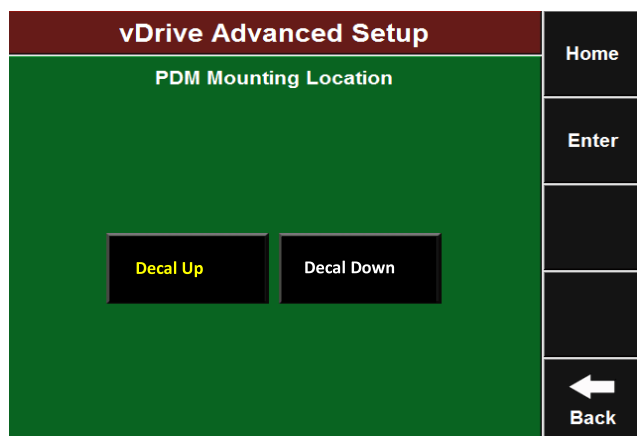 vDrive Advanced Setup
PDM Mounting Location
Decal Up
Decal Down
Home
Enter
Back